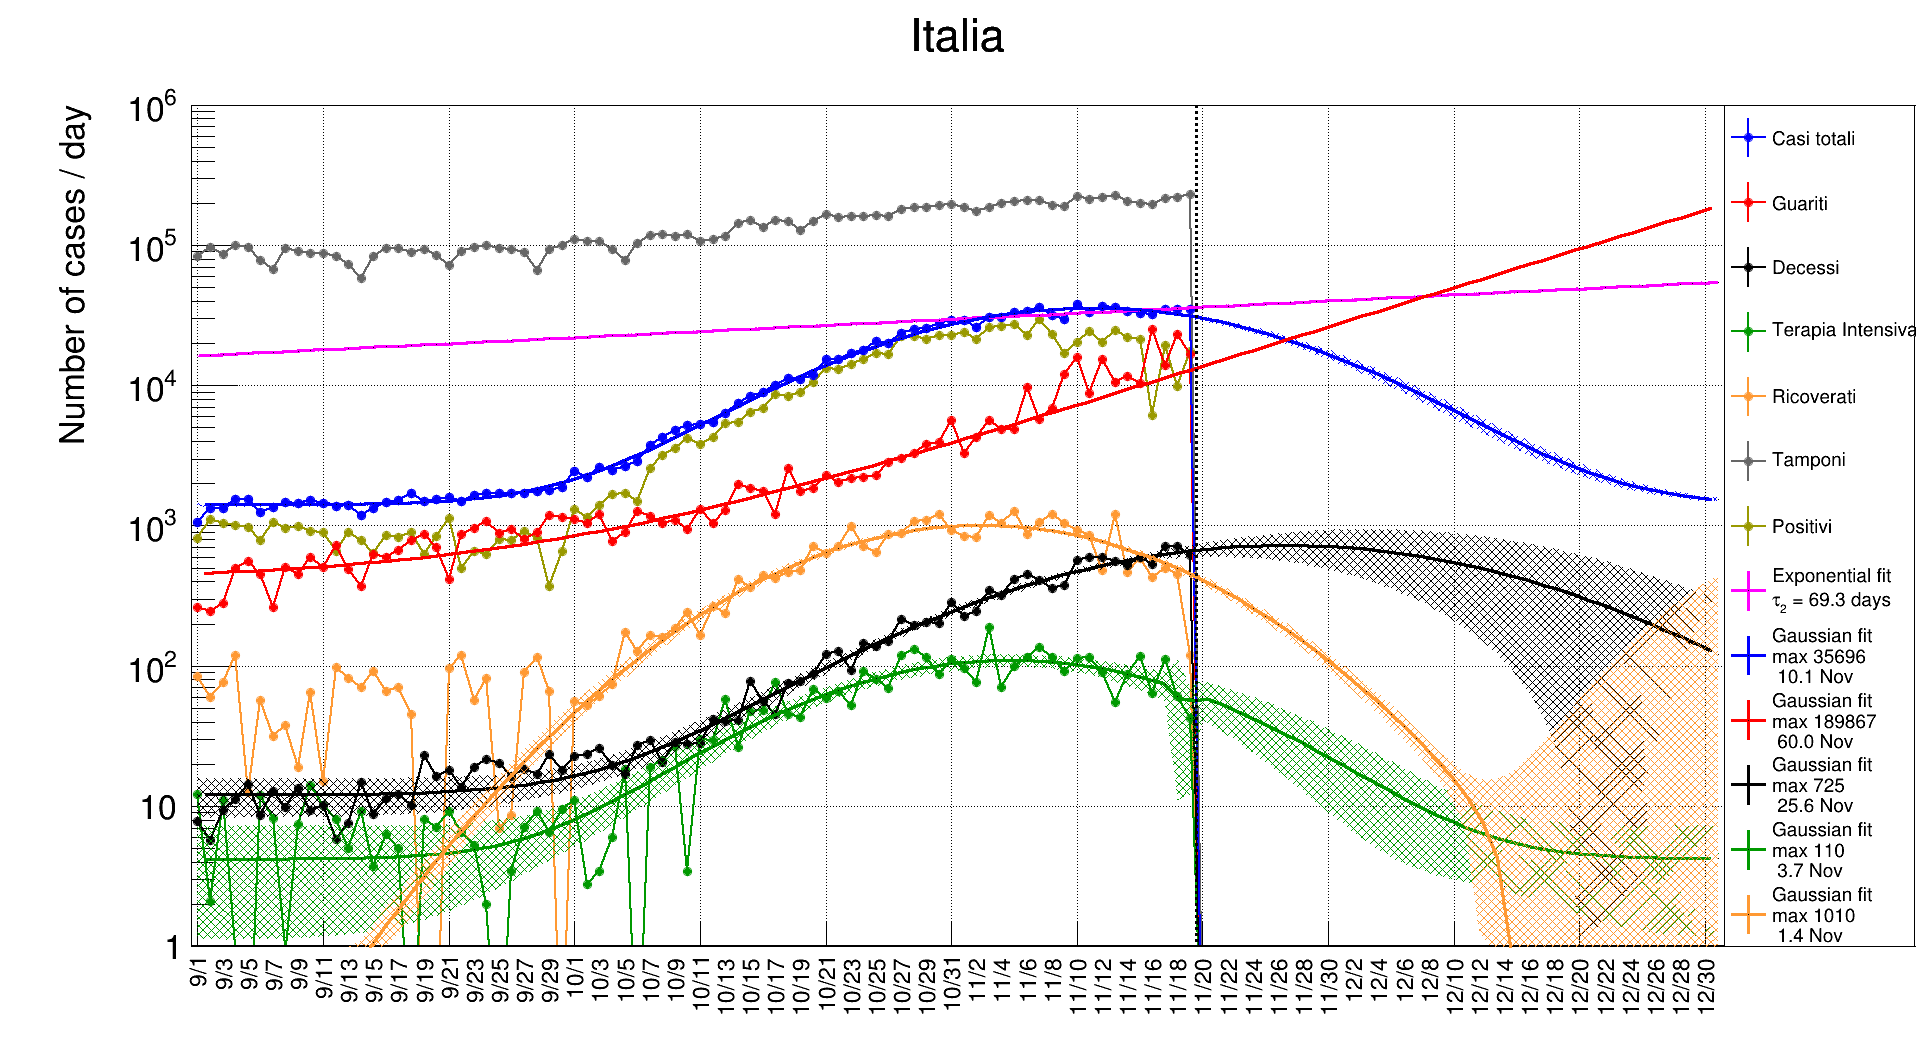 Italia
Number of cases / day
10^6
10^5
10^4
10^3
10^2
10
1
9/1 9/3 9/5 9/7 9/9 9/11 9/13 9/15 9/17 9/19 9/21 9/23 9/25 9/27 9/29 10/1 10/3 10/5 10/7 10/9 10/11 10/13 10/15 10/17 10/19 10/21 10/23 10/25 10/27 10/29 10/31 11/2 11/4 11/6 11/8 11/10 11/12 11/14 11/16 11/18 11/20 11/22 11/24 11/26 11/28 11/30 12/2 12/4 12/6 12/8 12/10 12/12 12/14 12/16 12/18 12/20 12/22 12/24 12/26 12/28 12/30
Casi totali
Guariti
Decessi
Terapia Intensiva
Ricoverati
Tamponi
Positivi
Exponential fit
τ₂ = 69.3 days
Gaussian fit
max 35696
10.1 Nov
Gaussian fit
max 189867
60.0 Nov
Gaussian fit
max 725
25.6 Nov
Gaussian fit
max 110
3.7 Nov
Gaussian fit
max 1010
1.4 Nov